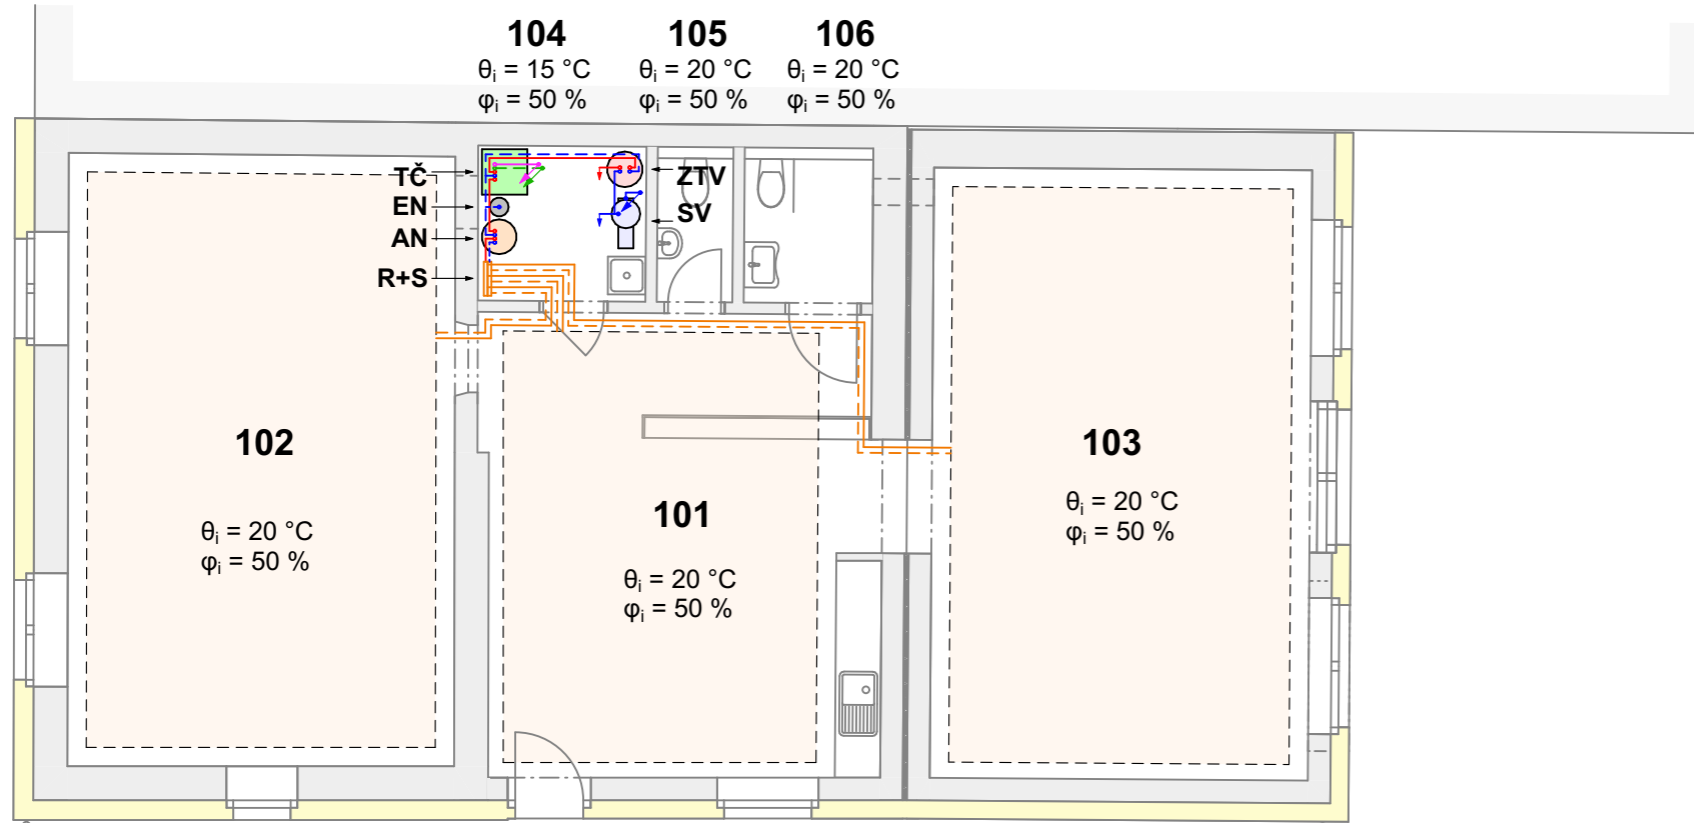 104
θi = 15 °C
φi = 50 %
105
θi = 20 °C
φi = 50 %
106
θi = 20 °C
φi = 50 %
TČ
EN
AN
R+S
ZTV
SV
102
θi = 20 °C
φi = 50 %
101
θi = 20 °C
φi = 50 %
103
θi = 20 °C
φi = 50 %